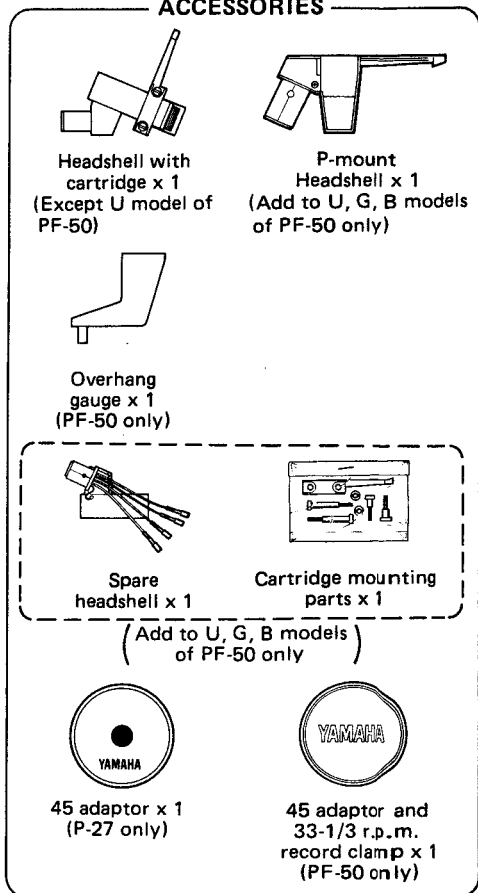 ACCESSORIES
Headshell with
cartridge x 1
(Except U model of
PF-50)
P-mount
Headshell x 1
(Add to U, G, B models
of PF-50 only)
Overhang
gauge x 1
(PF-50 only)
Spare
headshell x 1
Cartridge mounting
parts x 1
(Add to U, G, B models
of PF-50 only)
YAMAHA
45 adaptor x 1
(P-27 only)
YAMAHA
45 adaptor and
33-1/3 r.p.m.
record clamp x 1
(PF-50 only)